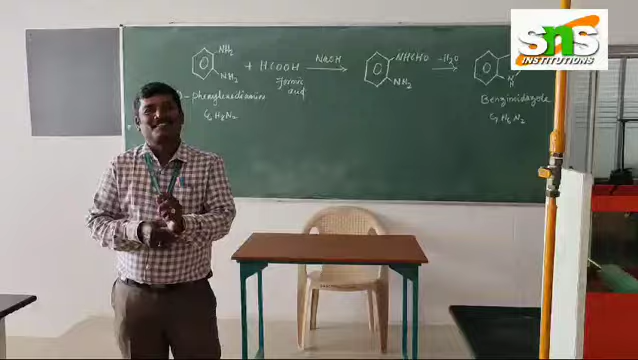 SNS
INSTITUTIONS
NH₂
NH₂
+ HCOOH
Formic
acid
NaOH
NHCHO
NH₂
-H₂O
N
H
- phenylenediamine
C₆H₈N₂
Benzimidazole
C₇H₆N₂